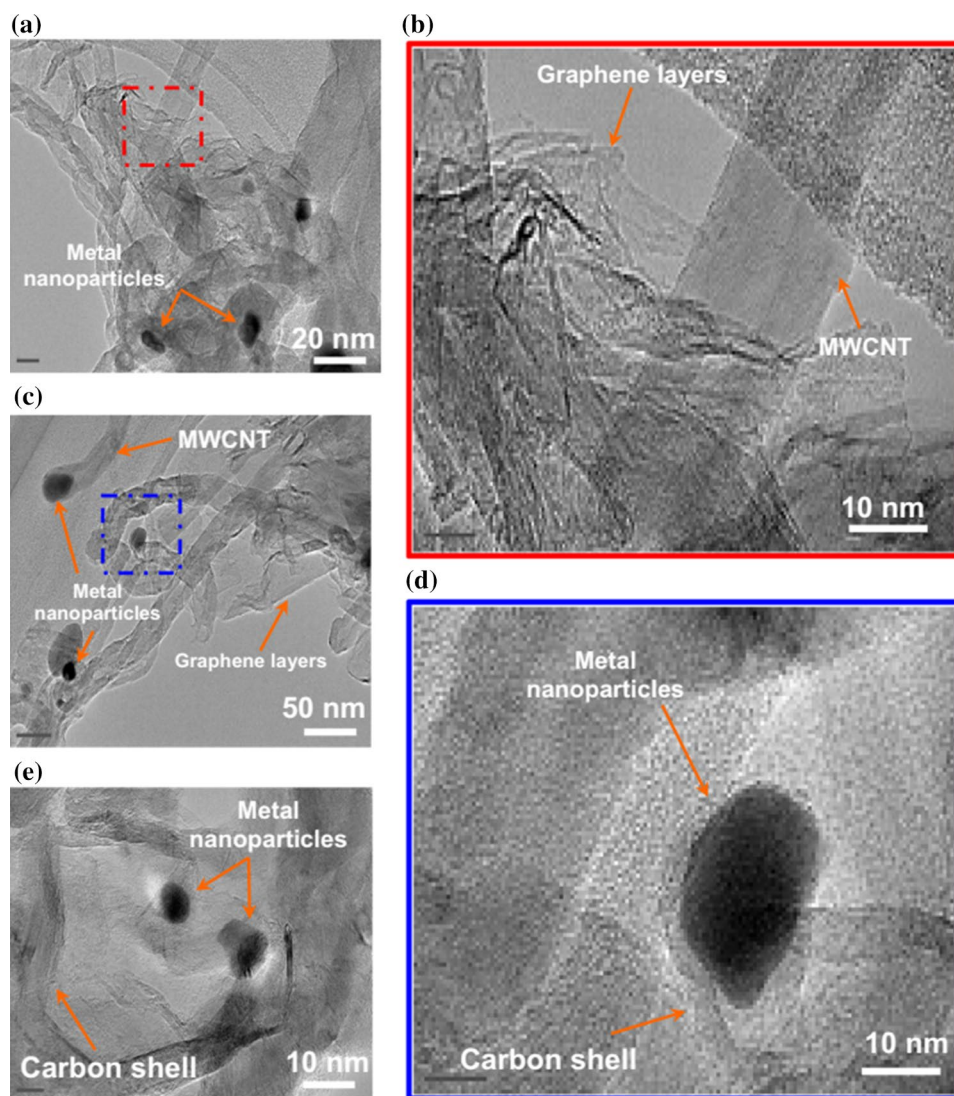 (a)
Metal
nanoparticles
20 nm
(b)
Graphene layers
MWCNT
10 nm
(c)
MWCNT
Metal
nanoparticles
Graphene layers
50 nm
(d)
Metal
nanoparticles
Carbon shell
10 nm
(e)
Metal
nanoparticles
Carbon shell
10 nm